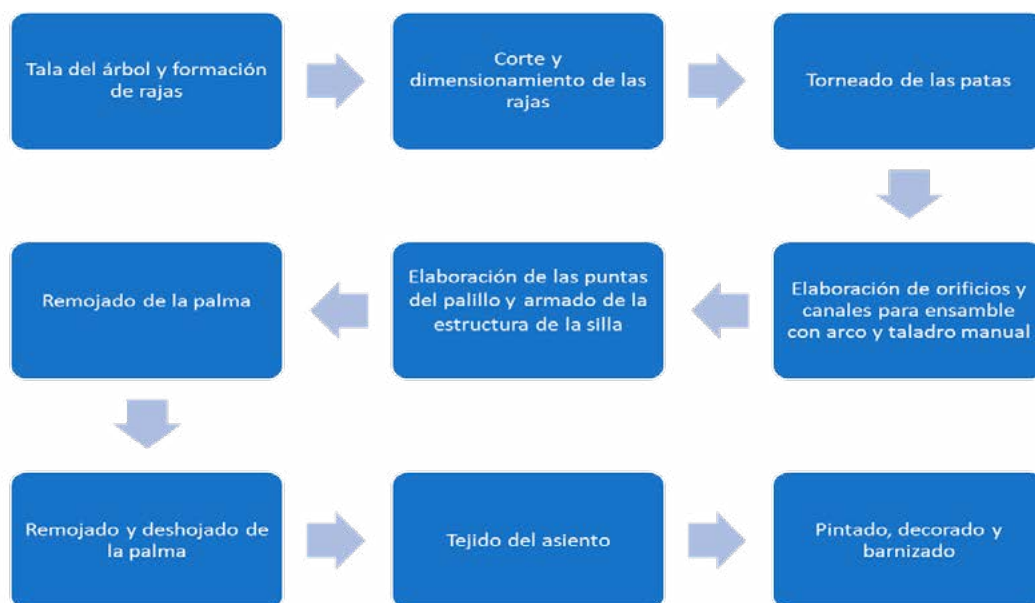 Tala del árbol y formación
de rajas
Corte y
dimensionamiento de las
rajas
Torneado de las patas
Elaboración de orificios y
canales para ensamble
con arco y taladro manual
Elaboración de las puntas
del palillo y armado de la
estructura de la silla
Remojado de la palma
Remojado y deshojado de
la palma
Tejido del asiento
Pintado, decorado y
barnizado